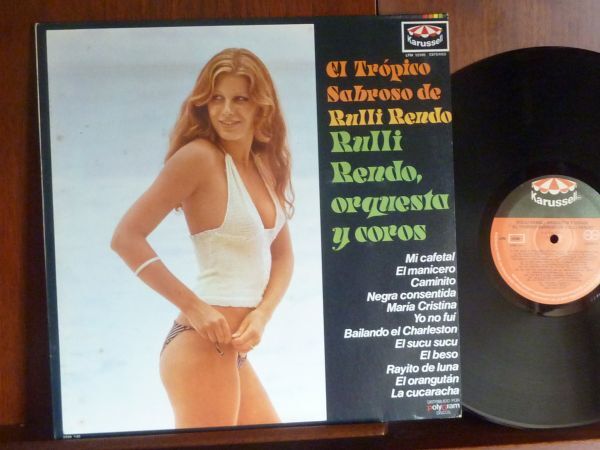 Karussell
El Trópico
Sabroso de
Rulli Rendo
Rulli
Rendo,
orquesta
y coros
Mi cafetal
El manicero
Caminito
Negra consentida
María Cristina
Yo no fuí
Bailando el Charleston
El sucu sucu
El beso
Rayito de luna
El orangután
La cucaracha
DISTRIBUIDO POR
polygram
DISCOS
Karussell